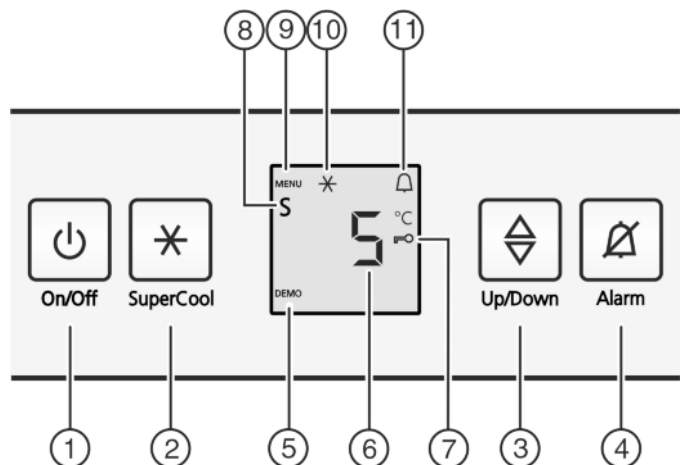 8 9 10 11
MENU
S
5 °C
DEMO
On/Off SuperCool Up/Down Alarm
1 2 5 6 7 3 4